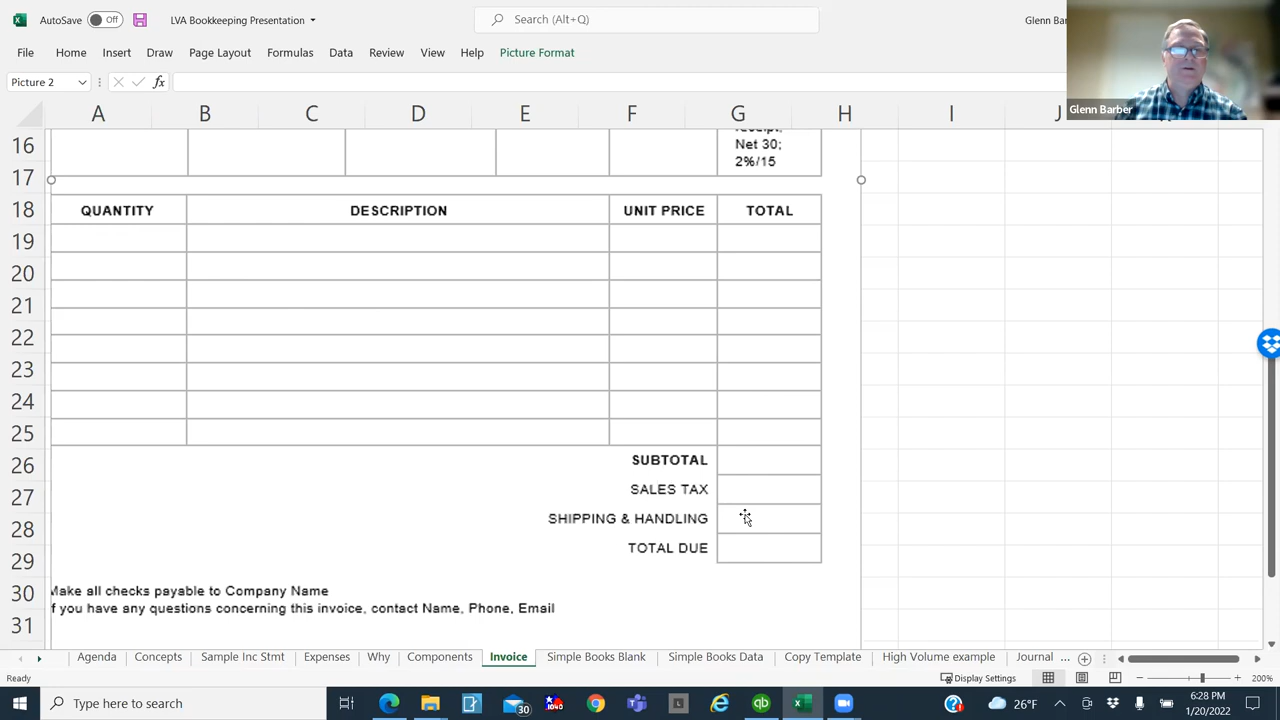 AutoSave Off LVA Bookkeeping Presentation Search (Alt+Q)
File Home Insert Draw Page Layout Formulas Data Review View Help Picture Format
Glenn Barber
Picture 2 fx
A B C D E F G H I J
16 Net 30;
2%/15
17
18 QUANTITY DESCRIPTION UNIT PRICE TOTAL
19
20
21
22
23
24
25
26 SUBTOTAL
27 SALES TAX
28 SHIPPING & HANDLING
29 TOTAL DUE
30 Make all checks payable to Company Name
If you have any questions concerning this invoice, contact Name, Phone, Email
31
Agenda Concepts Sample Inc Stmt Expenses Why Components Invoice Simple Books Blank Simple Books Data Copy Template High Volume example Journal ...
Ready Display Settings 200%
Type here to search 30 L qb 26°F 6:28 PM
1/20/2022